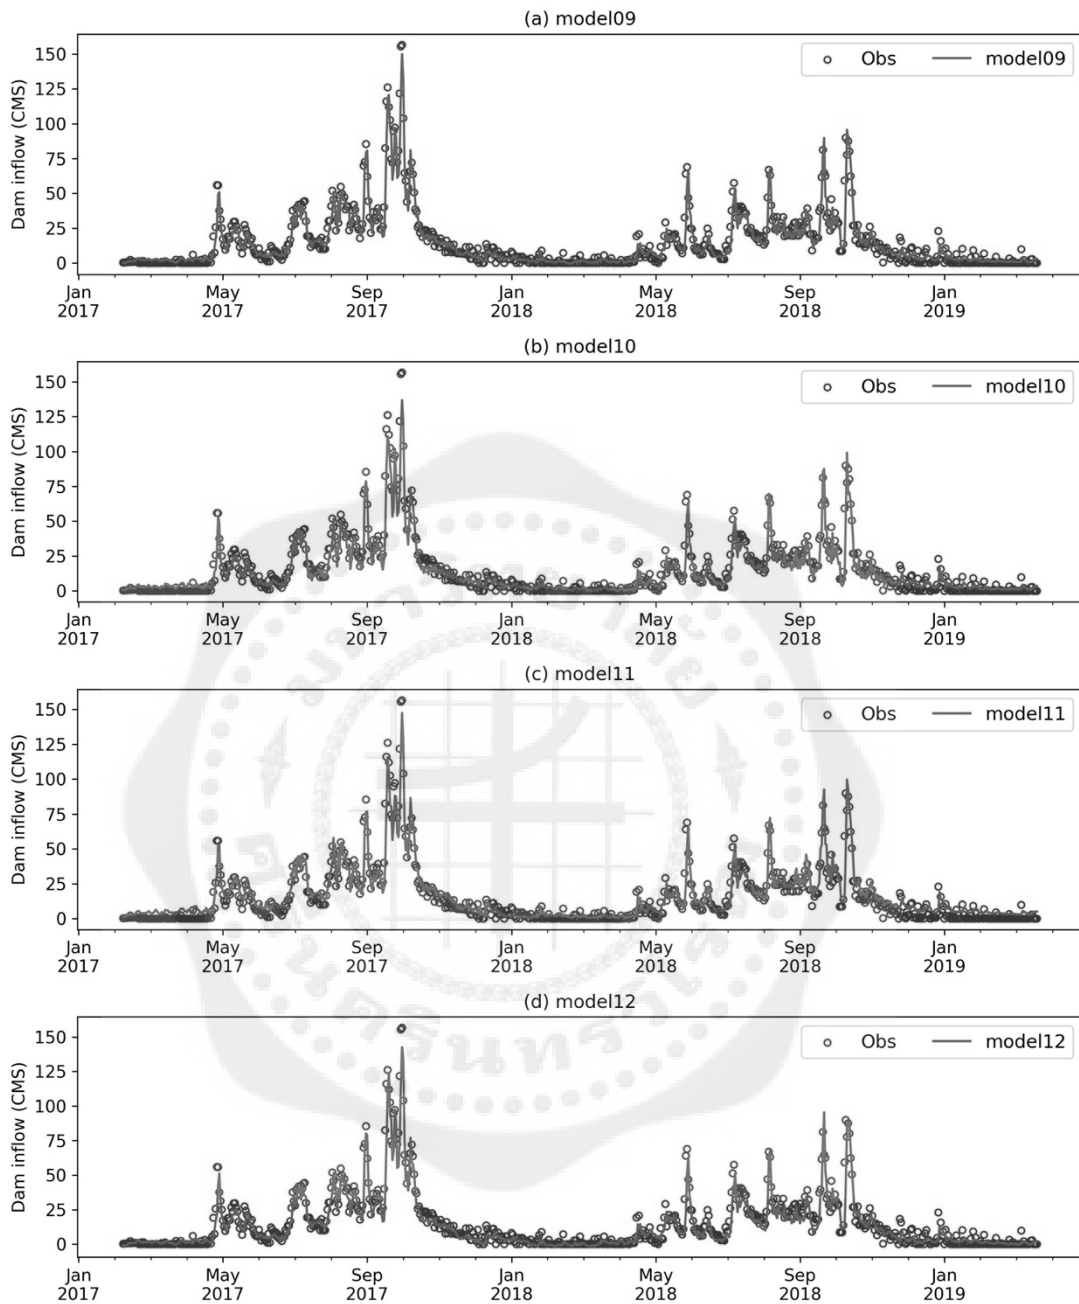 (a) model09
Dam inflow (CMS)
150
125
100
75
50
25
0
Obs
model09
Jan
2017
May
2017
Sep
2017
Jan
2018
May
2018
Sep
2018
Jan
2019
(b) model10
Dam inflow (CMS)
150
125
100
75
50
25
0
Obs
model10
Jan
2017
May
2017
Sep
2017
Jan
2018
May
2018
Sep
2018
Jan
2019
(c) model11
Dam inflow (CMS)
150
125
100
75
50
25
0
Obs
model11
Jan
2017
May
2017
Sep
2017
Jan
2018
May
2018
Sep
2018
Jan
2019
(d) model12
Dam inflow (CMS)
150
125
100
75
50
25
0
Obs
model12
Jan
2017
May
2017
Sep
2017
Jan
2018
May
2018
Sep
2018
Jan
2019